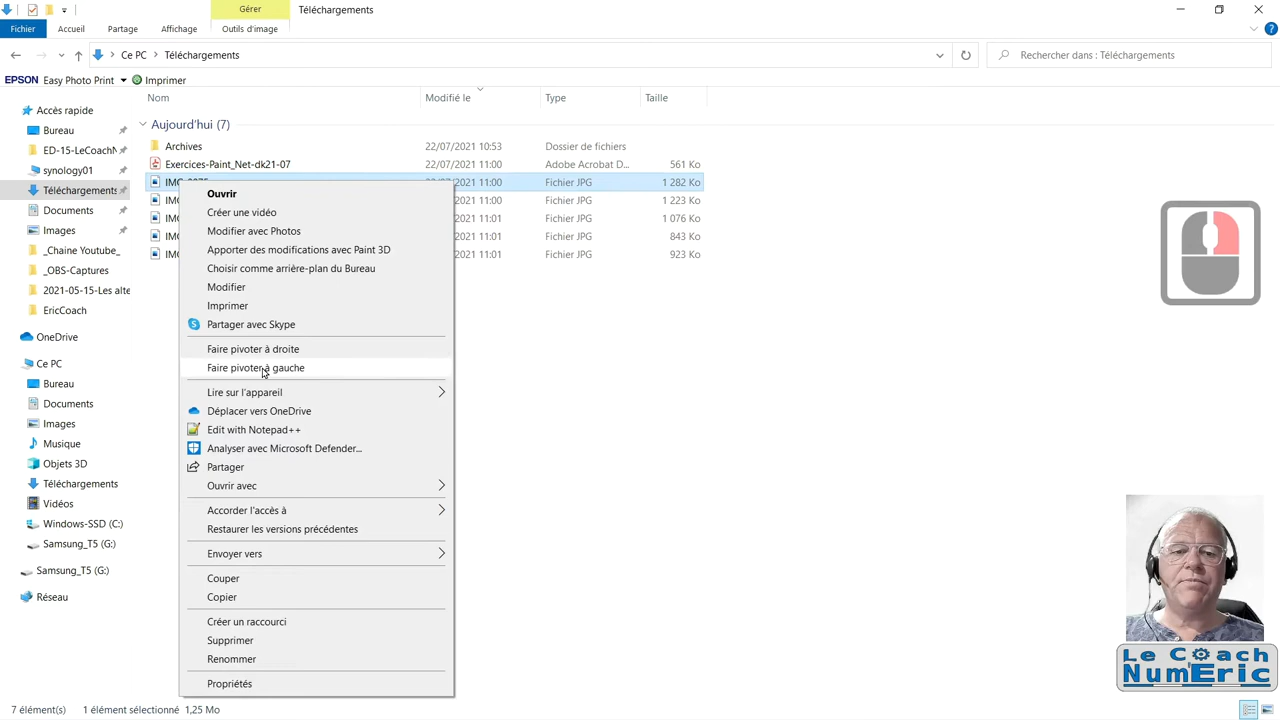 Gérer
Téléchargements
Fichier
Accueil
Partage
Affichage
Outils d'image
Ce PC
Téléchargements
Rechercher dans : Téléchargements
EPSON Easy Photo Print
Imprimer
Nom
Modifié le
Type
Taille
Accès rapide
Bureau
ED-15-LeCoachN
synology01
Téléchargements
Documents
Images
_Chaine Youtube_
_OBS-Captures
2021-05-15-Les alte
EricCoach
OneDrive
Ce PC
Bureau
Documents
Images
Musique
Objets 3D
Téléchargements
Vidéos
Windows-SSD (C:)
Samsung_T5 (G:)
Samsung_T5 (G:)
Réseau
Aujourd'hui (7)
Archives 22/07/2021 10:53 Dossier de fichiers
Exercices-Paint_Net-dk21-07 22/07/2021 11:00 Adobe Acrobat D... 561 Ko
11:00 Fichier JPG 1 282 Ko
2021 11:00 Fichier JPG 1 223 Ko
2021 11:01 Fichier JPG 1 076 Ko
2021 11:01 Fichier JPG 843 Ko
2021 11:01 Fichier JPG 923 Ko
Ouvrir
Créer une vidéo
Modifier avec Photos
Apporter des modifications avec Paint 3D
Choisir comme arrière-plan du Bureau
Modifier
Imprimer
Partager avec Skype
Faire pivoter à droite
Faire pivoter à gauche
Lire sur l'appareil
Déplacer vers OneDrive
Edit with Notepad++
Analyser avec Microsoft Defender...
Partager
Ouvrir avec
Accorder l'accès à
Restaurer les versions précédentes
Envoyer vers
Couper
Copier
Créer un raccourci
Supprimer
Renommer
Propriétés
Le Coach
NumEric
7 élément(s)
1 élément sélectionné 1,25 Mo